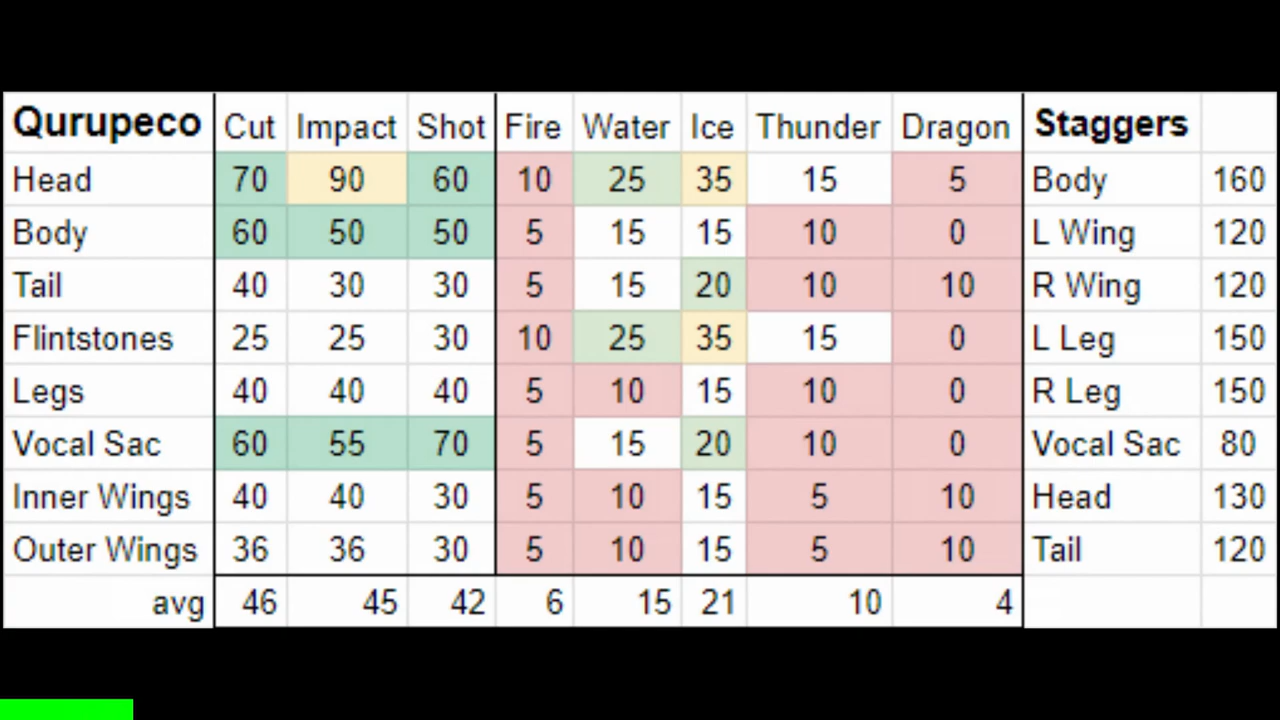 Qurupeco Cut Impact Shot Fire Water Ice Thunder Dragon Staggers
Head 70 90 60 10 25 35 15 5 Body 160
Body 60 50 50 5 15 15 10 0 L Wing 120
Tail 40 30 30 5 15 20 10 10 R Wing 120
Flintstones 25 25 30 10 25 35 15 0 L Leg 150
Legs 40 40 40 5 10 15 10 0 R Leg 150
Vocal Sac 60 55 70 5 15 20 10 0 Vocal Sac 80
Inner Wings 40 40 30 5 10 15 5 10 Head 130
Outer Wings 36 36 30 5 10 15 5 10 Tail 120
avg 46 45 42 6 15 21 10 4